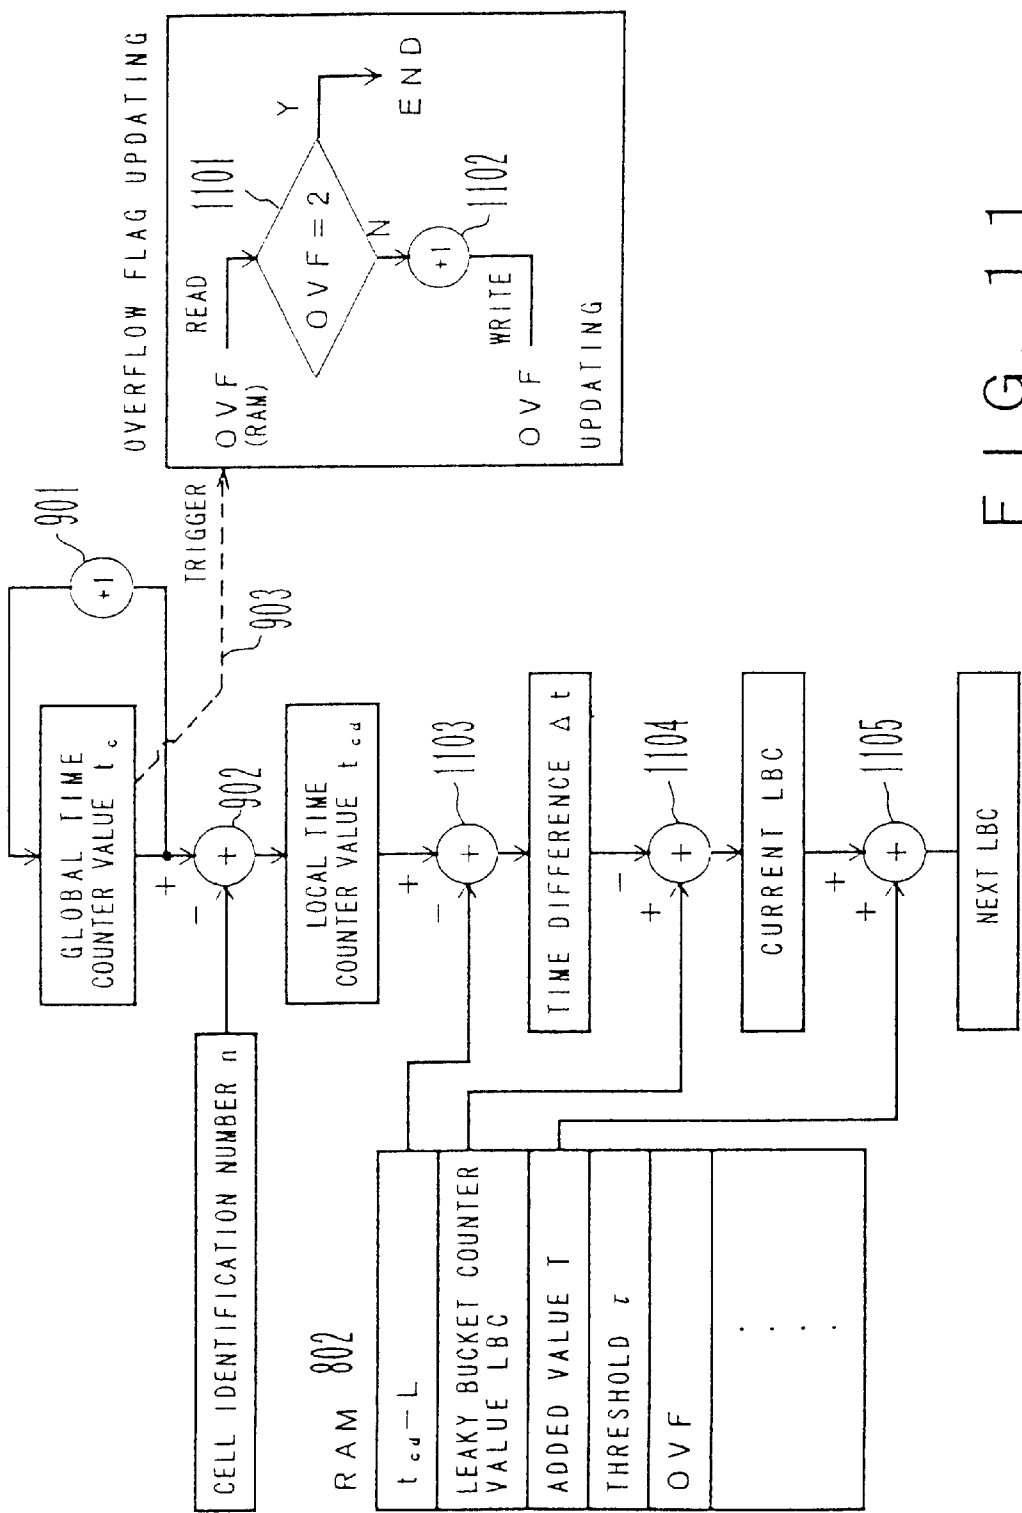 OVERFLOW FLAG UPDATING
901
+1
GLOBAL TIME
COUNTER VALUE tc
TRIGGER
903
OVF
(RAM)
READ
1101
OVF=2
Y
END
N
+1
1102
WRITE
OVF
UPDATING
CELL IDENTIFICATION NUMBER n
+
-
+
902
LOCAL TIME
COUNTER VALUE tcd
RAM 802
tcd-L
LEAKY BUCKET COUNTER
VALUE LBC
ADDED VALUE T
THRESHOLD τ
OVF
. . . .
+
-
+
1103
TIME DIFFERENCE Δt
-
+
+
1104
CURRENT LBC
+
+
+
1105
NEXT LBC
FIG. 11